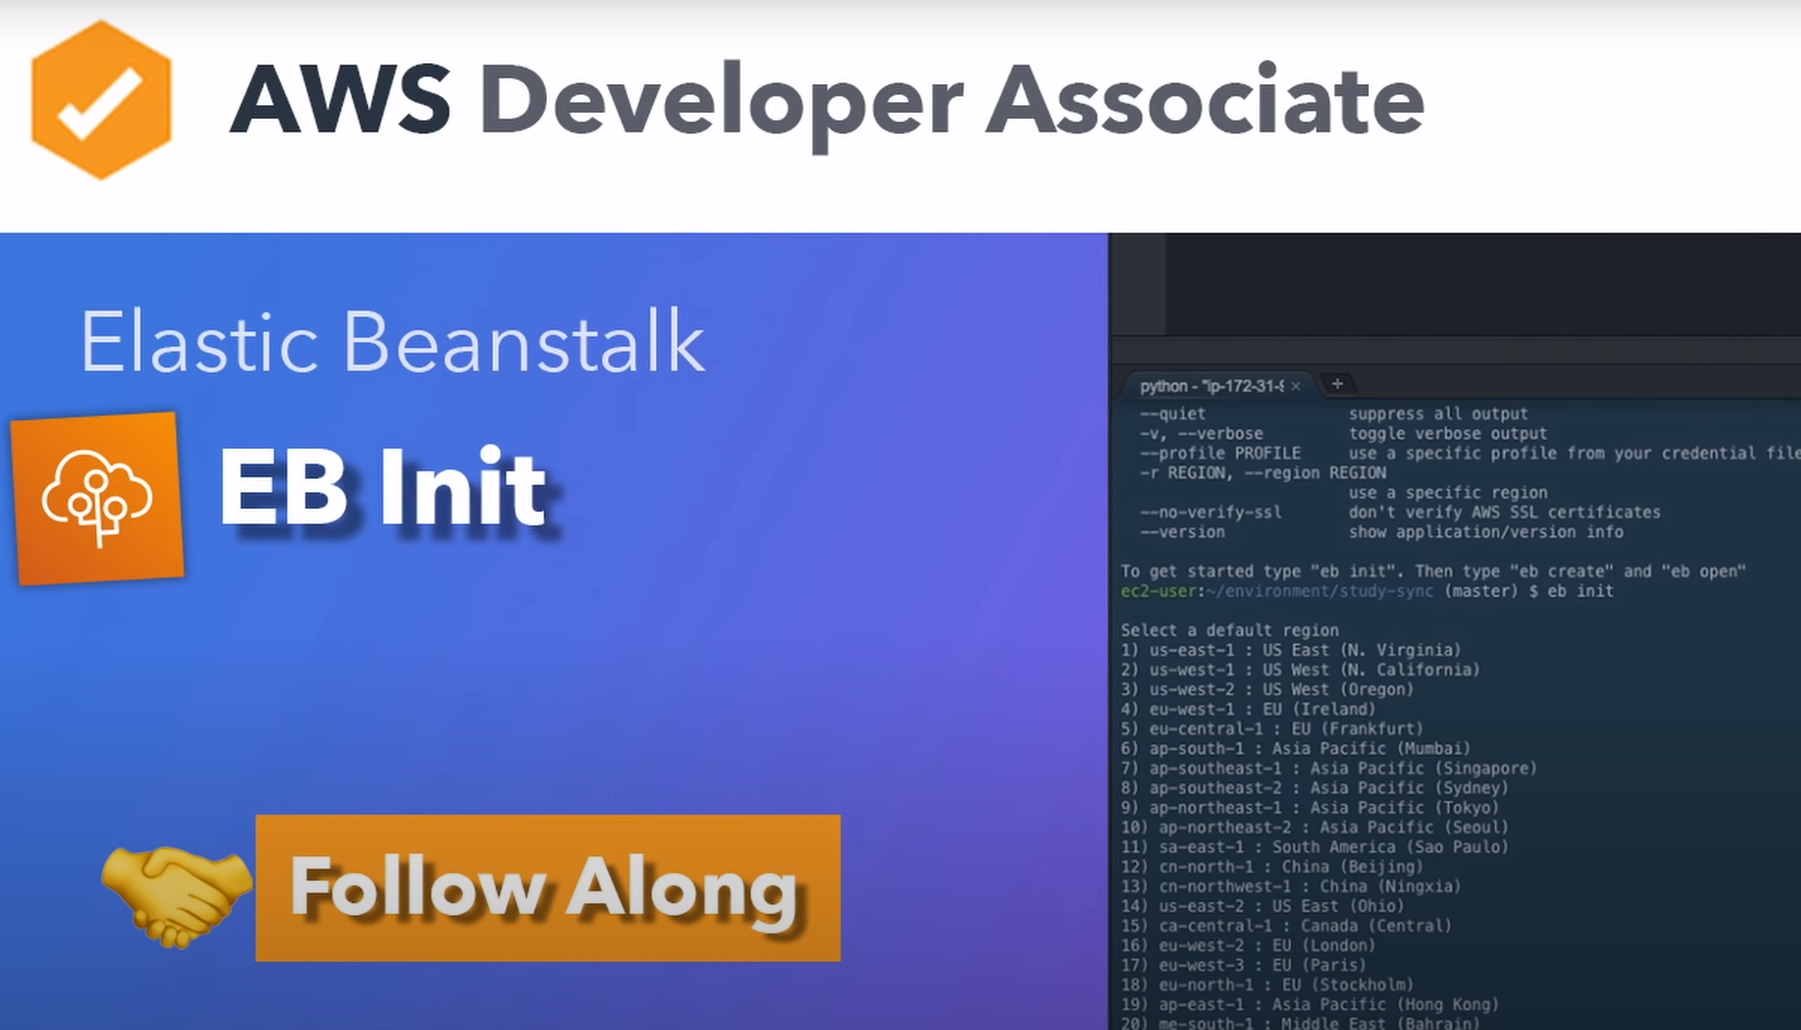 AWS Developer Associate
Elastic Beanstalk
EB Init
Follow Along
python - "ip-172-31-
--quiet suppress all output
-v, --verbose toggle verbose output
--profile PROFILE use a specific profile from your credential file
-r REGION, --region REGION
use a specific region
--no-verify-ssl don't verify AWS SSL certificates
--version show application/version info
To get started type "eb init". Then type "eb create" and "eb open"
ec2-user:~/environment/study-sync (master) $ eb init
Select a default region
1) us-east-1 : US East (N. Virginia)
2) us-west-1 : US West (N. California)
3) us-west-2 : US West (Oregon)
4) eu-west-1 : EU (Ireland)
5) eu-central-1 : EU (Frankfurt)
6) ap-south-1 : Asia Pacific (Mumbai)
7) ap-southeast-1 : Asia Pacific (Singapore)
8) ap-southeast-2 : Asia Pacific (Sydney)
9) ap-northeast-1 : Asia Pacific (Tokyo)
10) ap-northeast-2 : Asia Pacific (Seoul)
11) sa-east-1 : South America (Sao Paulo)
12) cn-north-1 : China (Beijing)
13) cn-northwest-1 : China (Ningxia)
14) us-east-2 : US East (Ohio)
15) ca-central-1 : Canada (Central)
16) eu-west-2 : EU (London)
17) eu-west-3 : EU (Paris)
18) eu-north-1 : EU (Stockholm)
19) ap-east-1 : Asia Pacific (Hong Kong)
20) me-south-1 : Middle East (Bahrain)